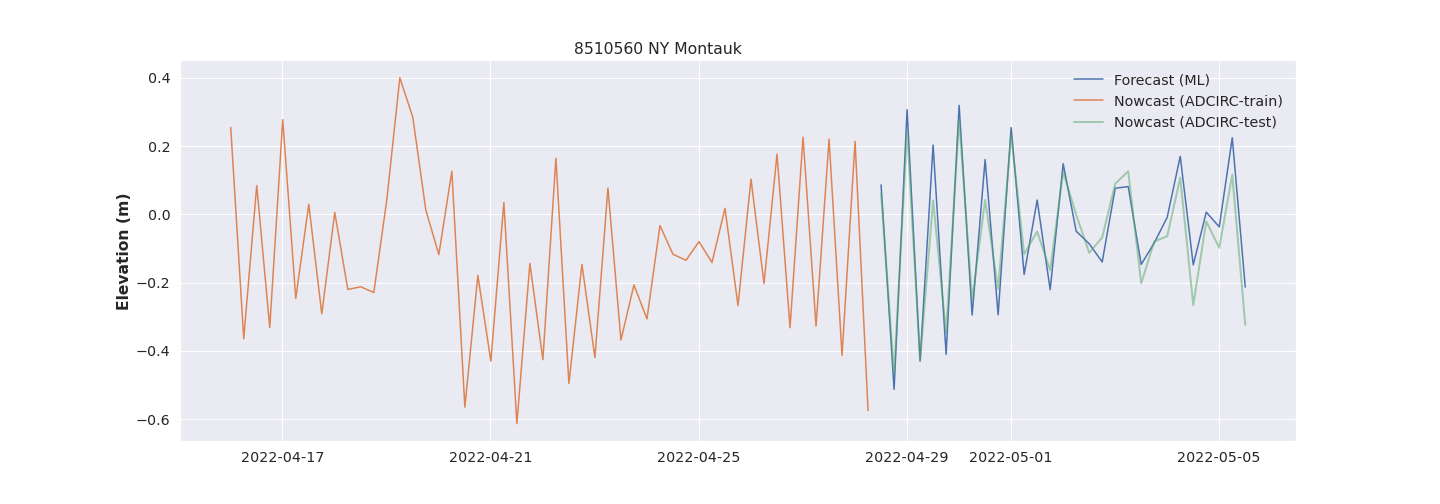 8510560 NY Montauk
Elevation (m)
0.4
0.2
0.0
−0.2
−0.4
−0.6
Forecast (ML)
Nowcast (ADCIRC-train)
Nowcast (ADCIRC-test)
2022-04-17 2022-04-21 2022-04-25 2022-04-29 2022-05-01 2022-05-05